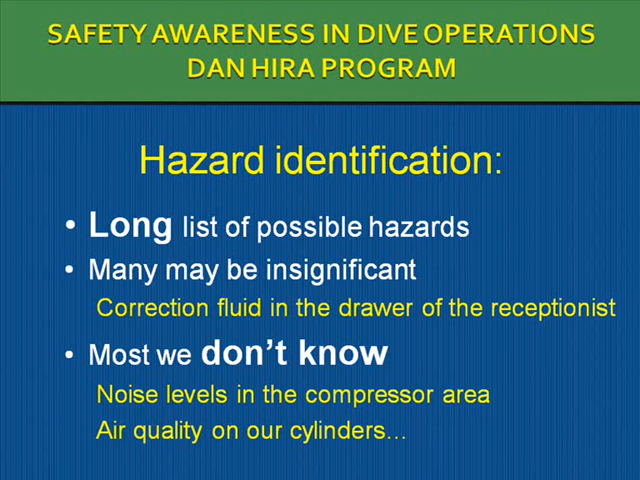 SAFETY AWARENESS IN DIVE OPERATIONS
DAN HIRA PROGRAM
Hazard identification:
• Long list of possible hazards
• Many may be insignificant
Correction fluid in the drawer of the receptionist
• Most we don't know
Noise levels in the compressor area
Air quality on our cylinders...